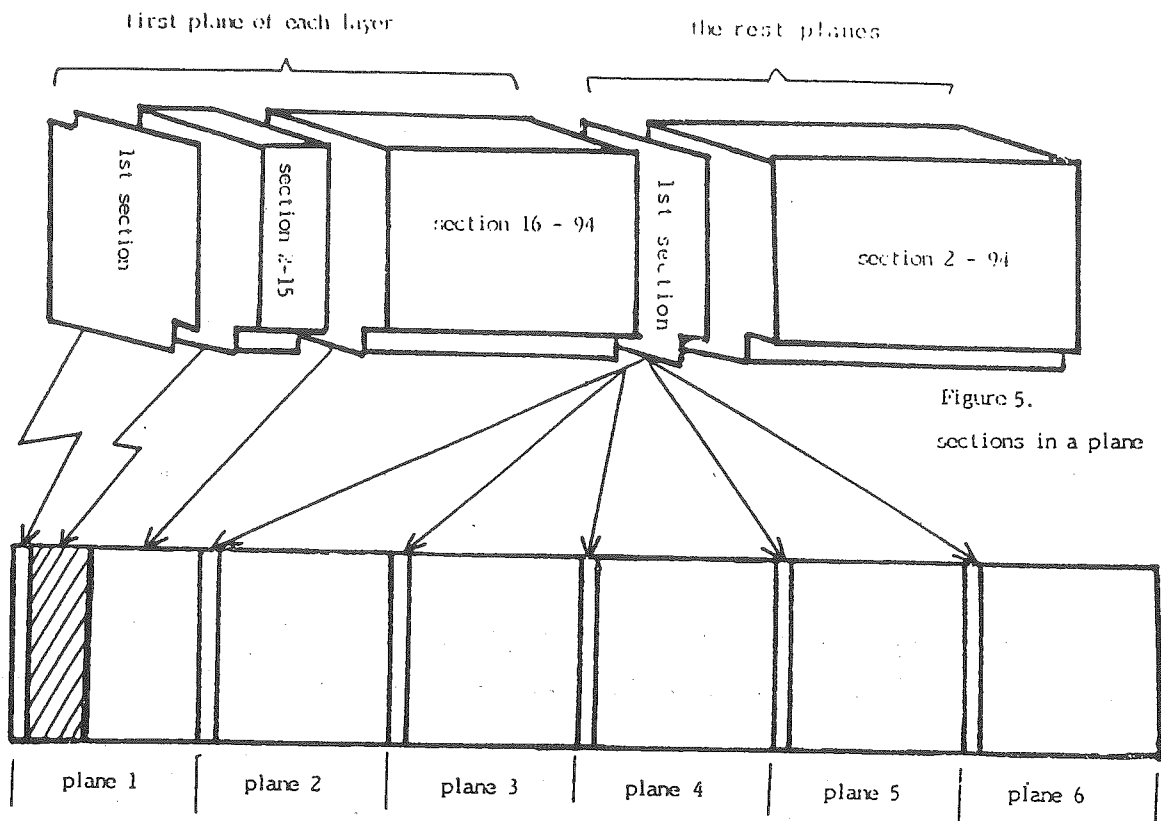 first plane of each layer
the rest planes
1st section
section 2-15
section 16 - 94
1st section
section 2 - 94
Figure 5.
sections in a plane
plane 1
plane 2
plane 3
plane 4
plane 5
plane 6